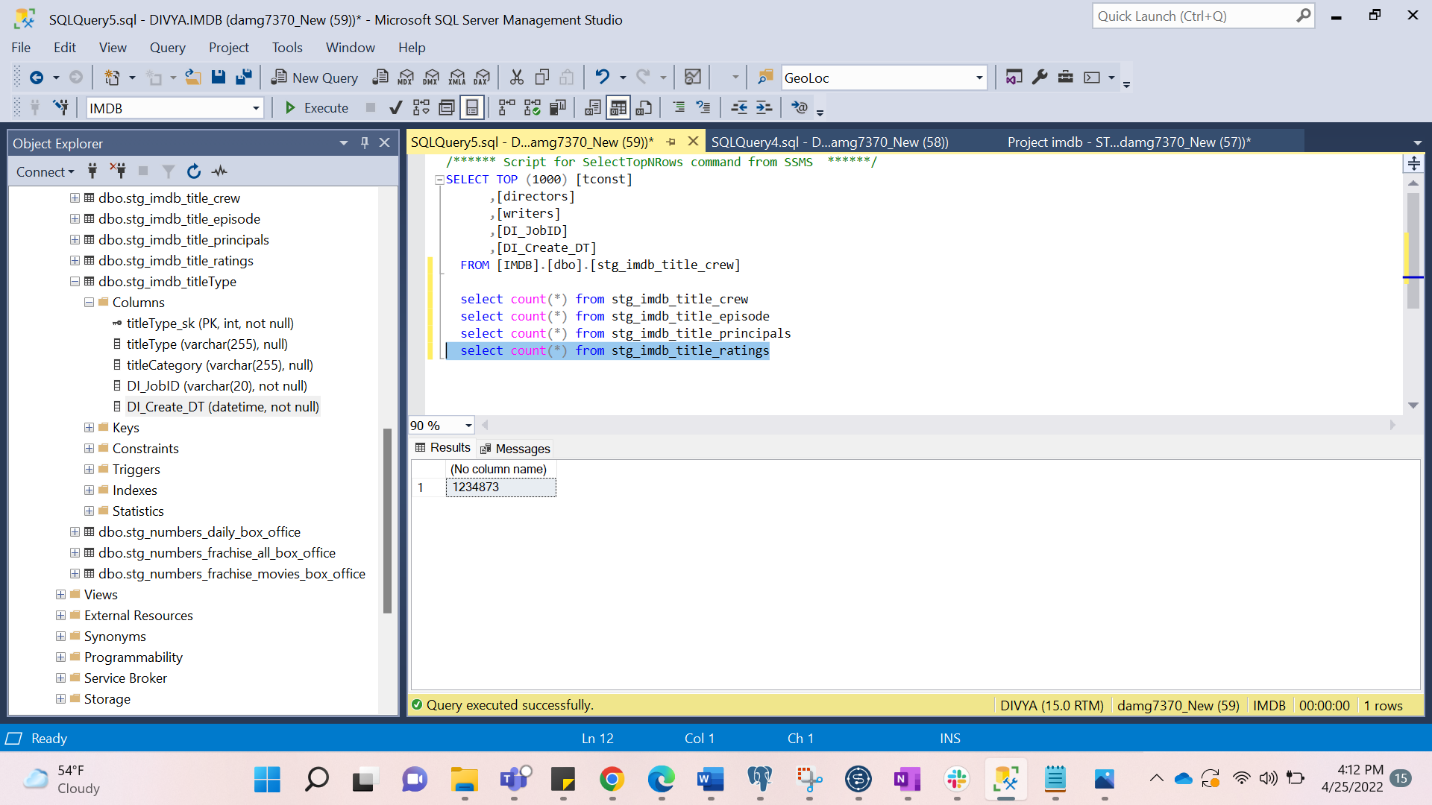 SQLQuery5.sql - DIVYA.IMDB (damg7370_New (59))* - Microsoft SQL Server Management Studio
Quick Launch (Ctrl+Q)
File Edit View Query Project Tools Window Help
New Query
MDX DMX XMLA DAX
GeoLoc
IMDB
Execute
Object Explorer
Connect
dbo.stg_imdb_title_crew
dbo.stg_imdb_title_episode
dbo.stg_imdb_title_principals
dbo.stg_imdb_title_ratings
dbo.stg_imdb_titleType
Columns
titleType_sk (PK, int, not null)
titleType (varchar(255), null)
titleCategory (varchar(255), null)
DI_JobID (varchar(20), not null)
DI_Create_DT (datetime, not null)
Keys
Constraints
Triggers
Indexes
Statistics
dbo.stg_numbers_daily_box_office
dbo.stg_numbers_frachise_all_box_office
dbo.stg_numbers_frachise_movies_box_office
Views
External Resources
Synonyms
Programmability
Service Broker
Storage
SQLQuery5.sql - D...amg7370_New (59))*
SQLQuery4.sql - D...amg7370_New (58))
Project imdb - ST...damg7370_New (57))*
/****** Script for SelectTopNRows command from SSMS ******/
SELECT TOP (1000) [tconst]
,[directors]
,[writers]
,[DI_JobID]
,[DI_Create_DT]
FROM [IMDB].[dbo].[stg_imdb_title_crew]
select count(*) from stg_imdb_title_crew
select count(*) from stg_imdb_title_episode
select count(*) from stg_imdb_title_principals
select count(*) from stg_imdb_title_ratings
90 %
Results Messages
(No column name)
1 1234873
Query executed successfully.
DIVYA (15.0 RTM) damg7370_New (59) IMDB 00:00:00 1 rows
Ready Ln 12 Col 1 Ch 1 INS
54°F
Cloudy
4:12 PM
4/25/2022
15